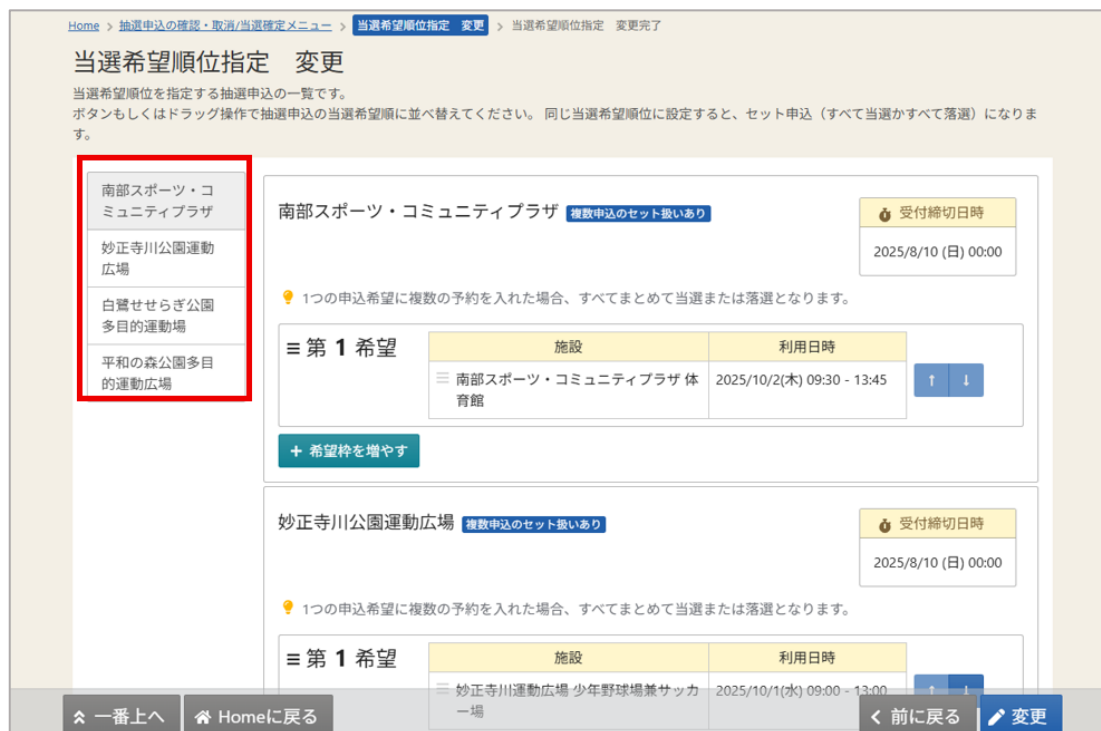 Home > 抽選申込の確認・取消/当選確定メニュー > 当選希望順位指定　変更 > 当選希望順位指定　変更完了
当選希望順位指定　変更
当選希望順位を指定する抽選申込の一覧です。
ボタンもしくはドラッグ操作で抽選申込の当選希望順に並べ替えてください。 同じ当選希望順位に設定すると、セット申込（すべて当選かすべて落選）になりま
す。
南部スポーツ・コ
ミュニティプラザ
妙正寺川公園運動
広場
白鷺せせらぎ公園
多目的運動場
平和の森公園多目
的運動広場
南部スポーツ・コミュニティプラザ 複数申込のセット扱いあり
受付締切日時
2025/8/10 (日) 00:00
1つの申込希望に複数の予約を入れた場合、すべてまとめて当選または落選となります。
第 1 希望
施設 利用日時
南部スポーツ・コミュニティプラザ 体 2025/10/2(木) 09:30 - 13:45
育館
↑ ↓
+ 希望枠を増やす
妙正寺川公園運動広場 複数申込のセット扱いあり
受付締切日時
2025/8/10 (日) 00:00
1つの申込希望に複数の予約を入れた場合、すべてまとめて当選または落選となります。
第 1 希望
施設 利用日時
妙正寺川運動広場 少年野球場兼サッカ 2025/10/1(水) 09:00 - 13:00
ー場
↑ ↓
一番上へ Homeに戻る 前に戻る 変更